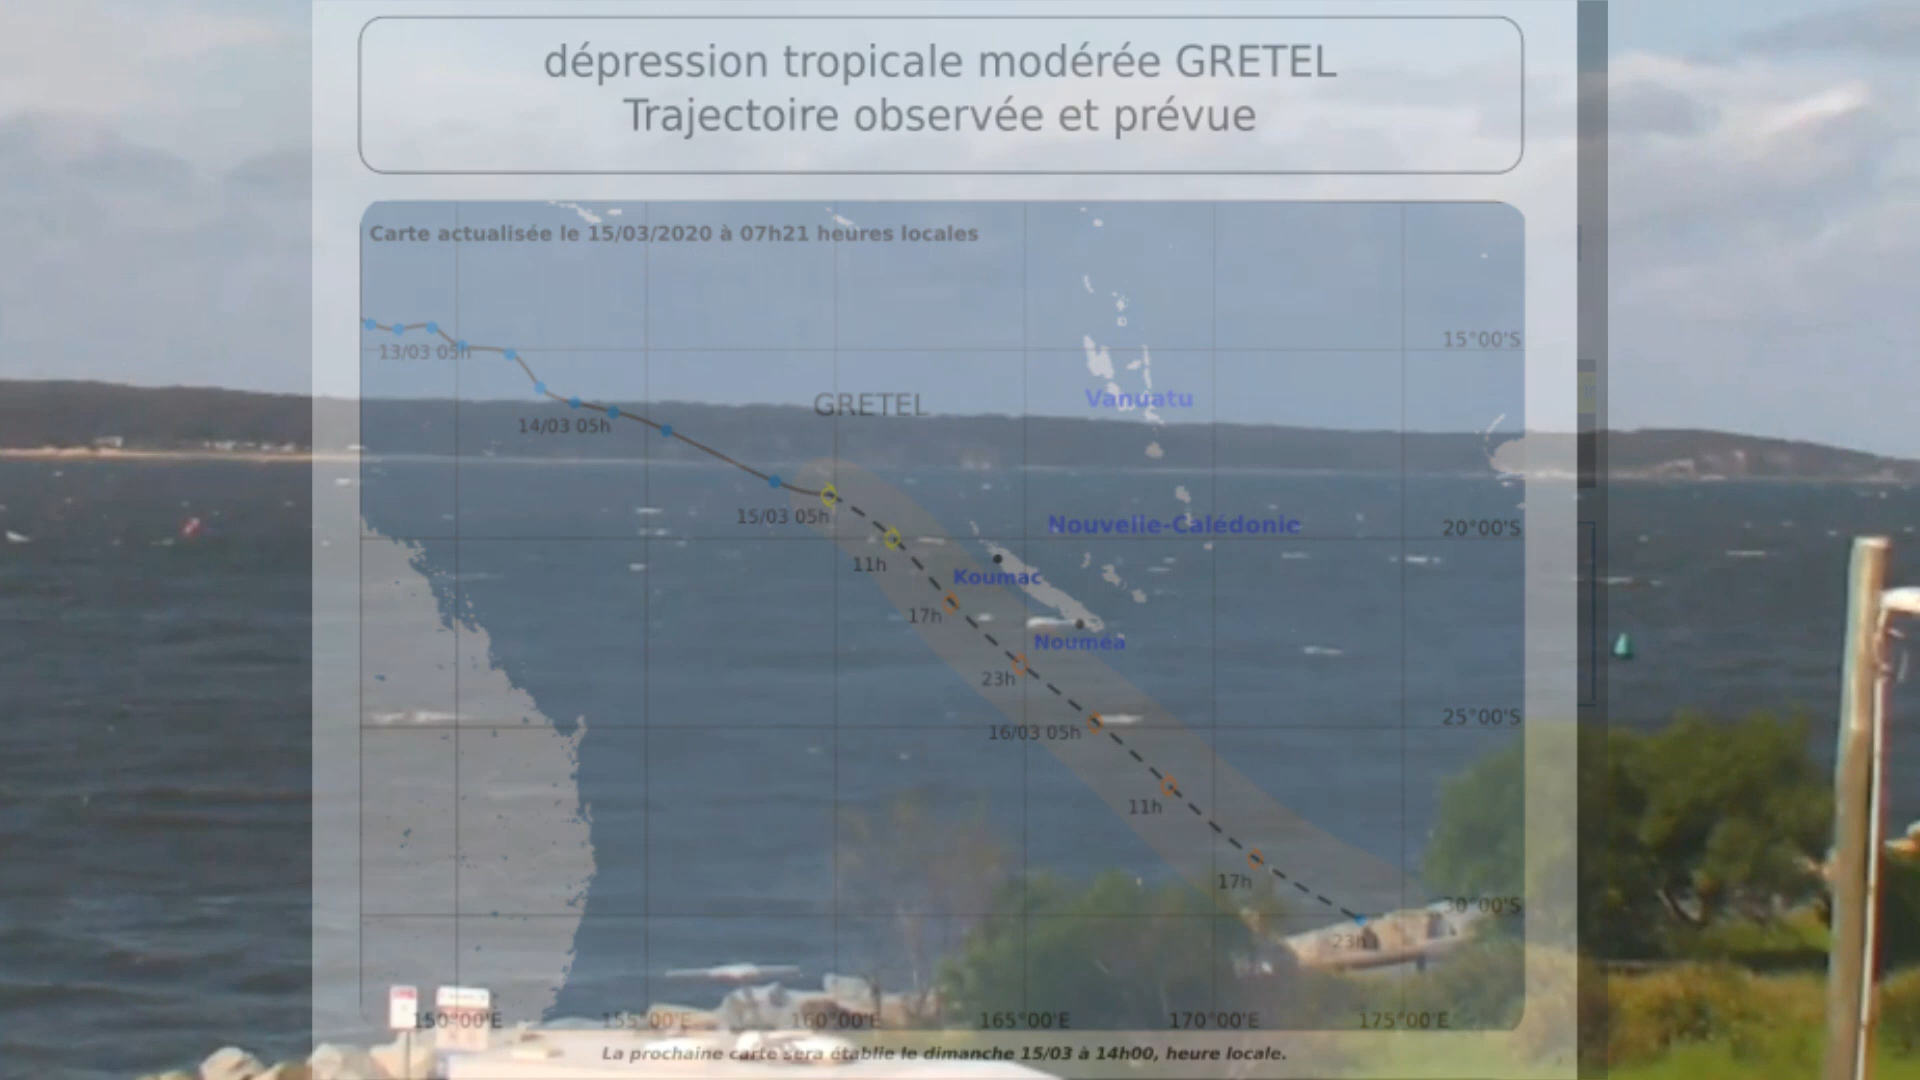 dépression tropicale modérée GRETEL
Trajectoire observée et prévue
Carte actualisée le 15/03/2020 à 07h21 heures locales
15°00'S
13/03 05h
Vanuatu
GRETEL
14/03 05h
15/03 05h
Nouvelle-Calédonie
20°00'S
11h
Koumac
17h
Nouméa
23h
25°00'S
16/03 05h
11h
17h
30°00'S
23h
150°00'E 155°00'E 160°00'E 165°00'E 170°00'E 175°00'E
La prochaine carte sera établie le dimanche 15/03 à 14h00, heure locale.